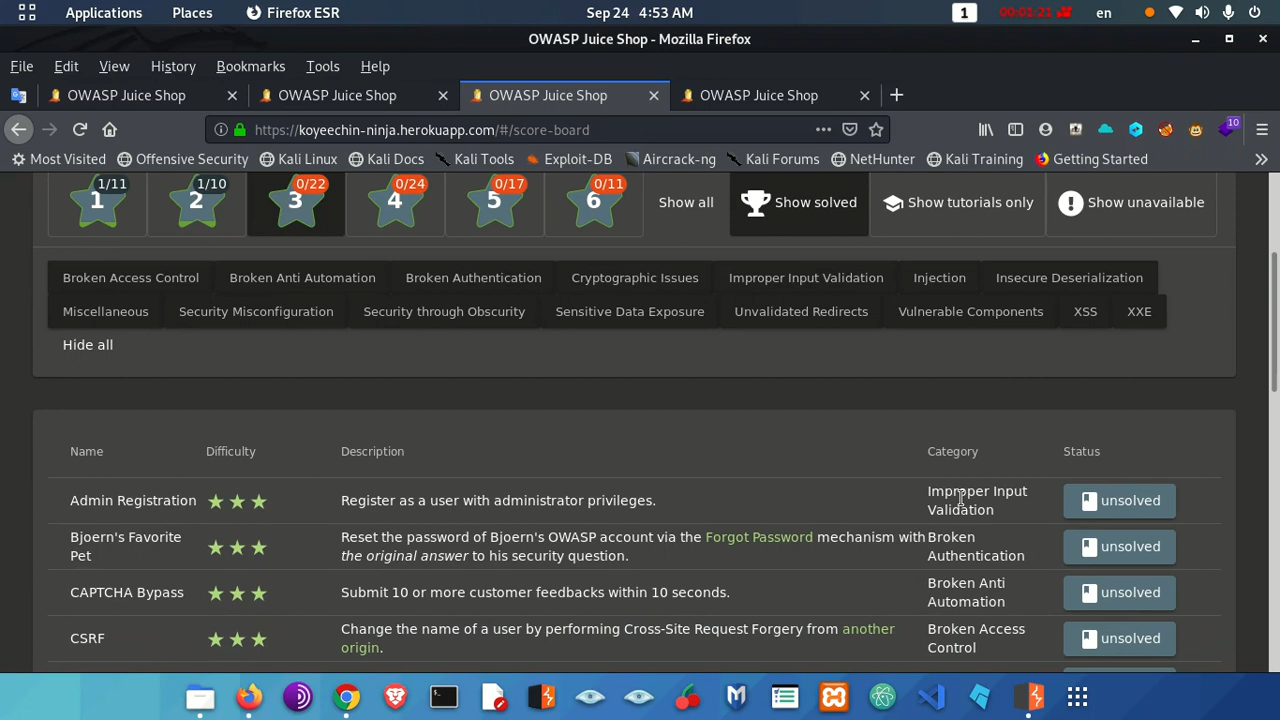 Applications Places Firefox ESR Sep 24 4:53 AM 1 00:01:21 en
OWASP Juice Shop - Mozilla Firefox
File Edit View History Bookmarks Tools Help
OWASP Juice Shop OWASP Juice Shop OWASP Juice Shop OWASP Juice Shop
https://koyeechin-ninja.herokuapp.com/#/score-board 10
Most Visited Offensive Security Kali Linux Kali Docs Kali Tools Exploit-DB Aircrack-ng Kali Forums NetHunter Kali Training Getting Started
1/11 1/10 0/22 0/24 0/17 0/11
1 2 3 4 5 6 Show all Show solved Show tutorials only Show unavailable
Broken Access Control Broken Anti Automation Broken Authentication Cryptographic Issues Improper Input Validation Injection Insecure Deserialization
Miscellaneous Security Misconfiguration Security through Obscurity Sensitive Data Exposure Unvalidated Redirects Vulnerable Components XSS XXE
Hide all
Name Difficulty Description Category Status
Admin Registration Register as a user with administrator privileges. Improper Input Validation unsolved
Bjoern's Favorite Pet Reset the password of Bjoern's OWASP account via the Forgot Password mechanism with the original answer to his security question. Broken Authentication unsolved
CAPTCHA Bypass Submit 10 or more customer feedbacks within 10 seconds. Broken Anti Automation unsolved
CSRF Change the name of a user by performing Cross-Site Request Forgery from another origin. Broken Access Control unsolved